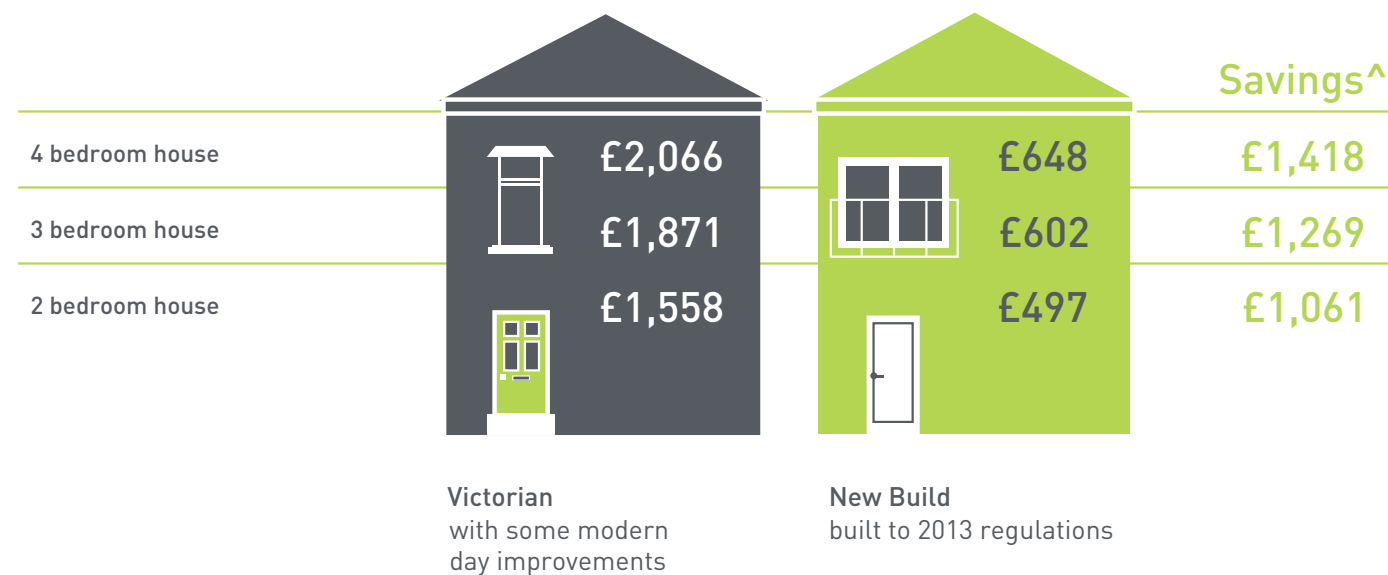 Savings^
4 bedroom house £2,066 £648 £1,418
3 bedroom house £1,871 £602 £1,269
2 bedroom house £1,558 £497 £1,061
Victorian
with some modern
day improvements
New Build
built to 2013 regulations